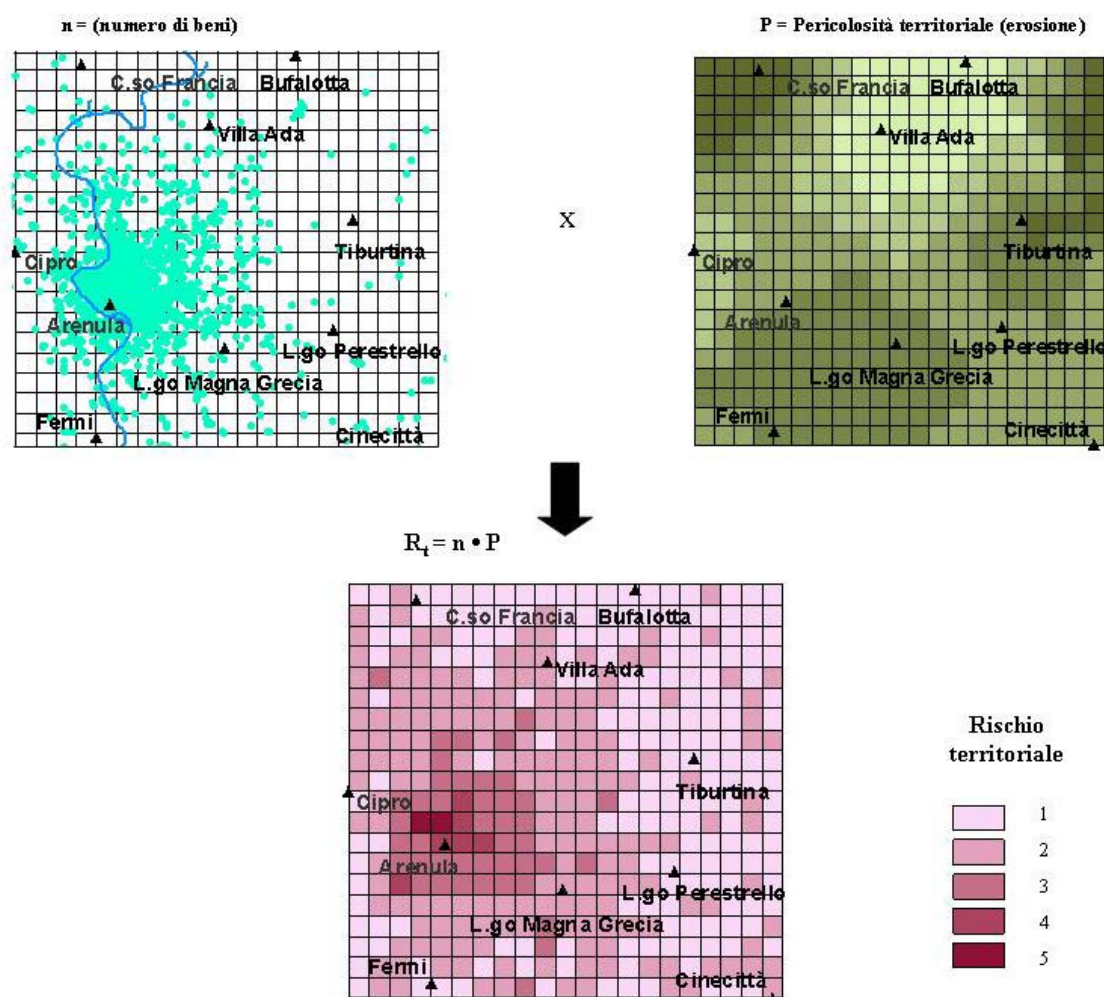 n = (numero di beni)
P = Pericolosità territoriale (erosione)
C.so Francia Bufalotta
Villa Ada
Tiburtina
Cipro
Arenula
L.go Perestrello
L.go Magna Grecia
Fermi
Cinecittà
X
C.so Francia Bufalotta
Villa Ada
Tiburtina
Cipro
Arenula
L.go Perestrello
L.go Magna Grecia
Fermi
Cinecittà
Rt = n • P
C.so Francia Bufalotta
Villa Ada
Tiburtina
Cipro
Arenula
L.go Perestrello
L.go Magna Grecia
Fermi
Cinecittà
Rischio
territoriale
1
2
3
4
5